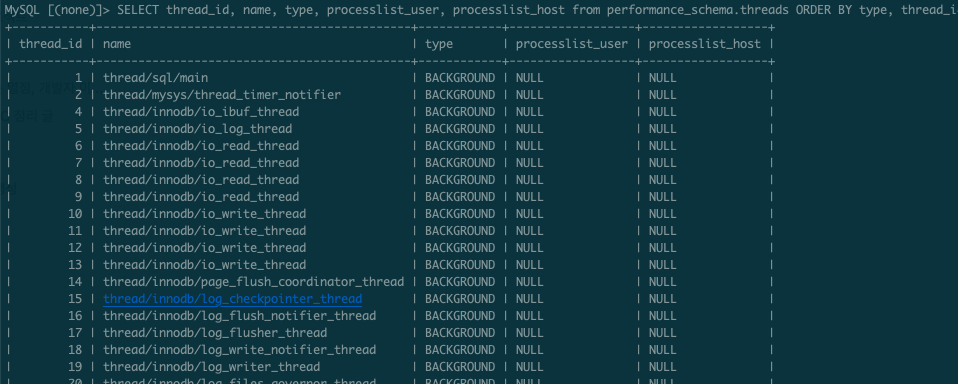 MySQL [(none)]> SELECT thread_id, name, type, processlist_user, processlist_host from performance_schema.threads ORDER BY type, thread_i
+-----------+------------------------------------------+------------+------------------+------------------+
| thread_id | name | type | processlist_user | processlist_host |
+-----------+------------------------------------------+------------+------------------+------------------+
| 1 | thread/sql/main | BACKGROUND | NULL | NULL |
| 2 | thread/mysys/thread_timer_notifier | BACKGROUND | NULL | NULL |
| 4 | thread/innodb/io_ibuf_thread | BACKGROUND | NULL | NULL |
| 5 | thread/innodb/io_log_thread | BACKGROUND | NULL | NULL |
| 6 | thread/innodb/io_read_thread | BACKGROUND | NULL | NULL |
| 7 | thread/innodb/io_read_thread | BACKGROUND | NULL | NULL |
| 8 | thread/innodb/io_read_thread | BACKGROUND | NULL | NULL |
| 9 | thread/innodb/io_read_thread | BACKGROUND | NULL | NULL |
| 10 | thread/innodb/io_write_thread | BACKGROUND | NULL | NULL |
| 11 | thread/innodb/io_write_thread | BACKGROUND | NULL | NULL |
| 12 | thread/innodb/io_write_thread | BACKGROUND | NULL | NULL |
| 13 | thread/innodb/io_write_thread | BACKGROUND | NULL | NULL |
| 14 | thread/innodb/page_flush_coordinator_thread | BACKGROUND | NULL | NULL |
| 15 | thread/innodb/log_checkpointer_thread | BACKGROUND | NULL | NULL |
| 16 | thread/innodb/log_flush_notifier_thread | BACKGROUND | NULL | NULL |
| 17 | thread/innodb/log_flusher_thread | BACKGROUND | NULL | NULL |
| 18 | thread/innodb/log_write_notifier_thread | BACKGROUND | NULL | NULL |
| 19 | thread/innodb/log_writer_thread | BACKGROUND | NULL | NULL |
| 20 | thread/innodb/log_files_governor_thread | BACKGROUND | NULL | NULL |